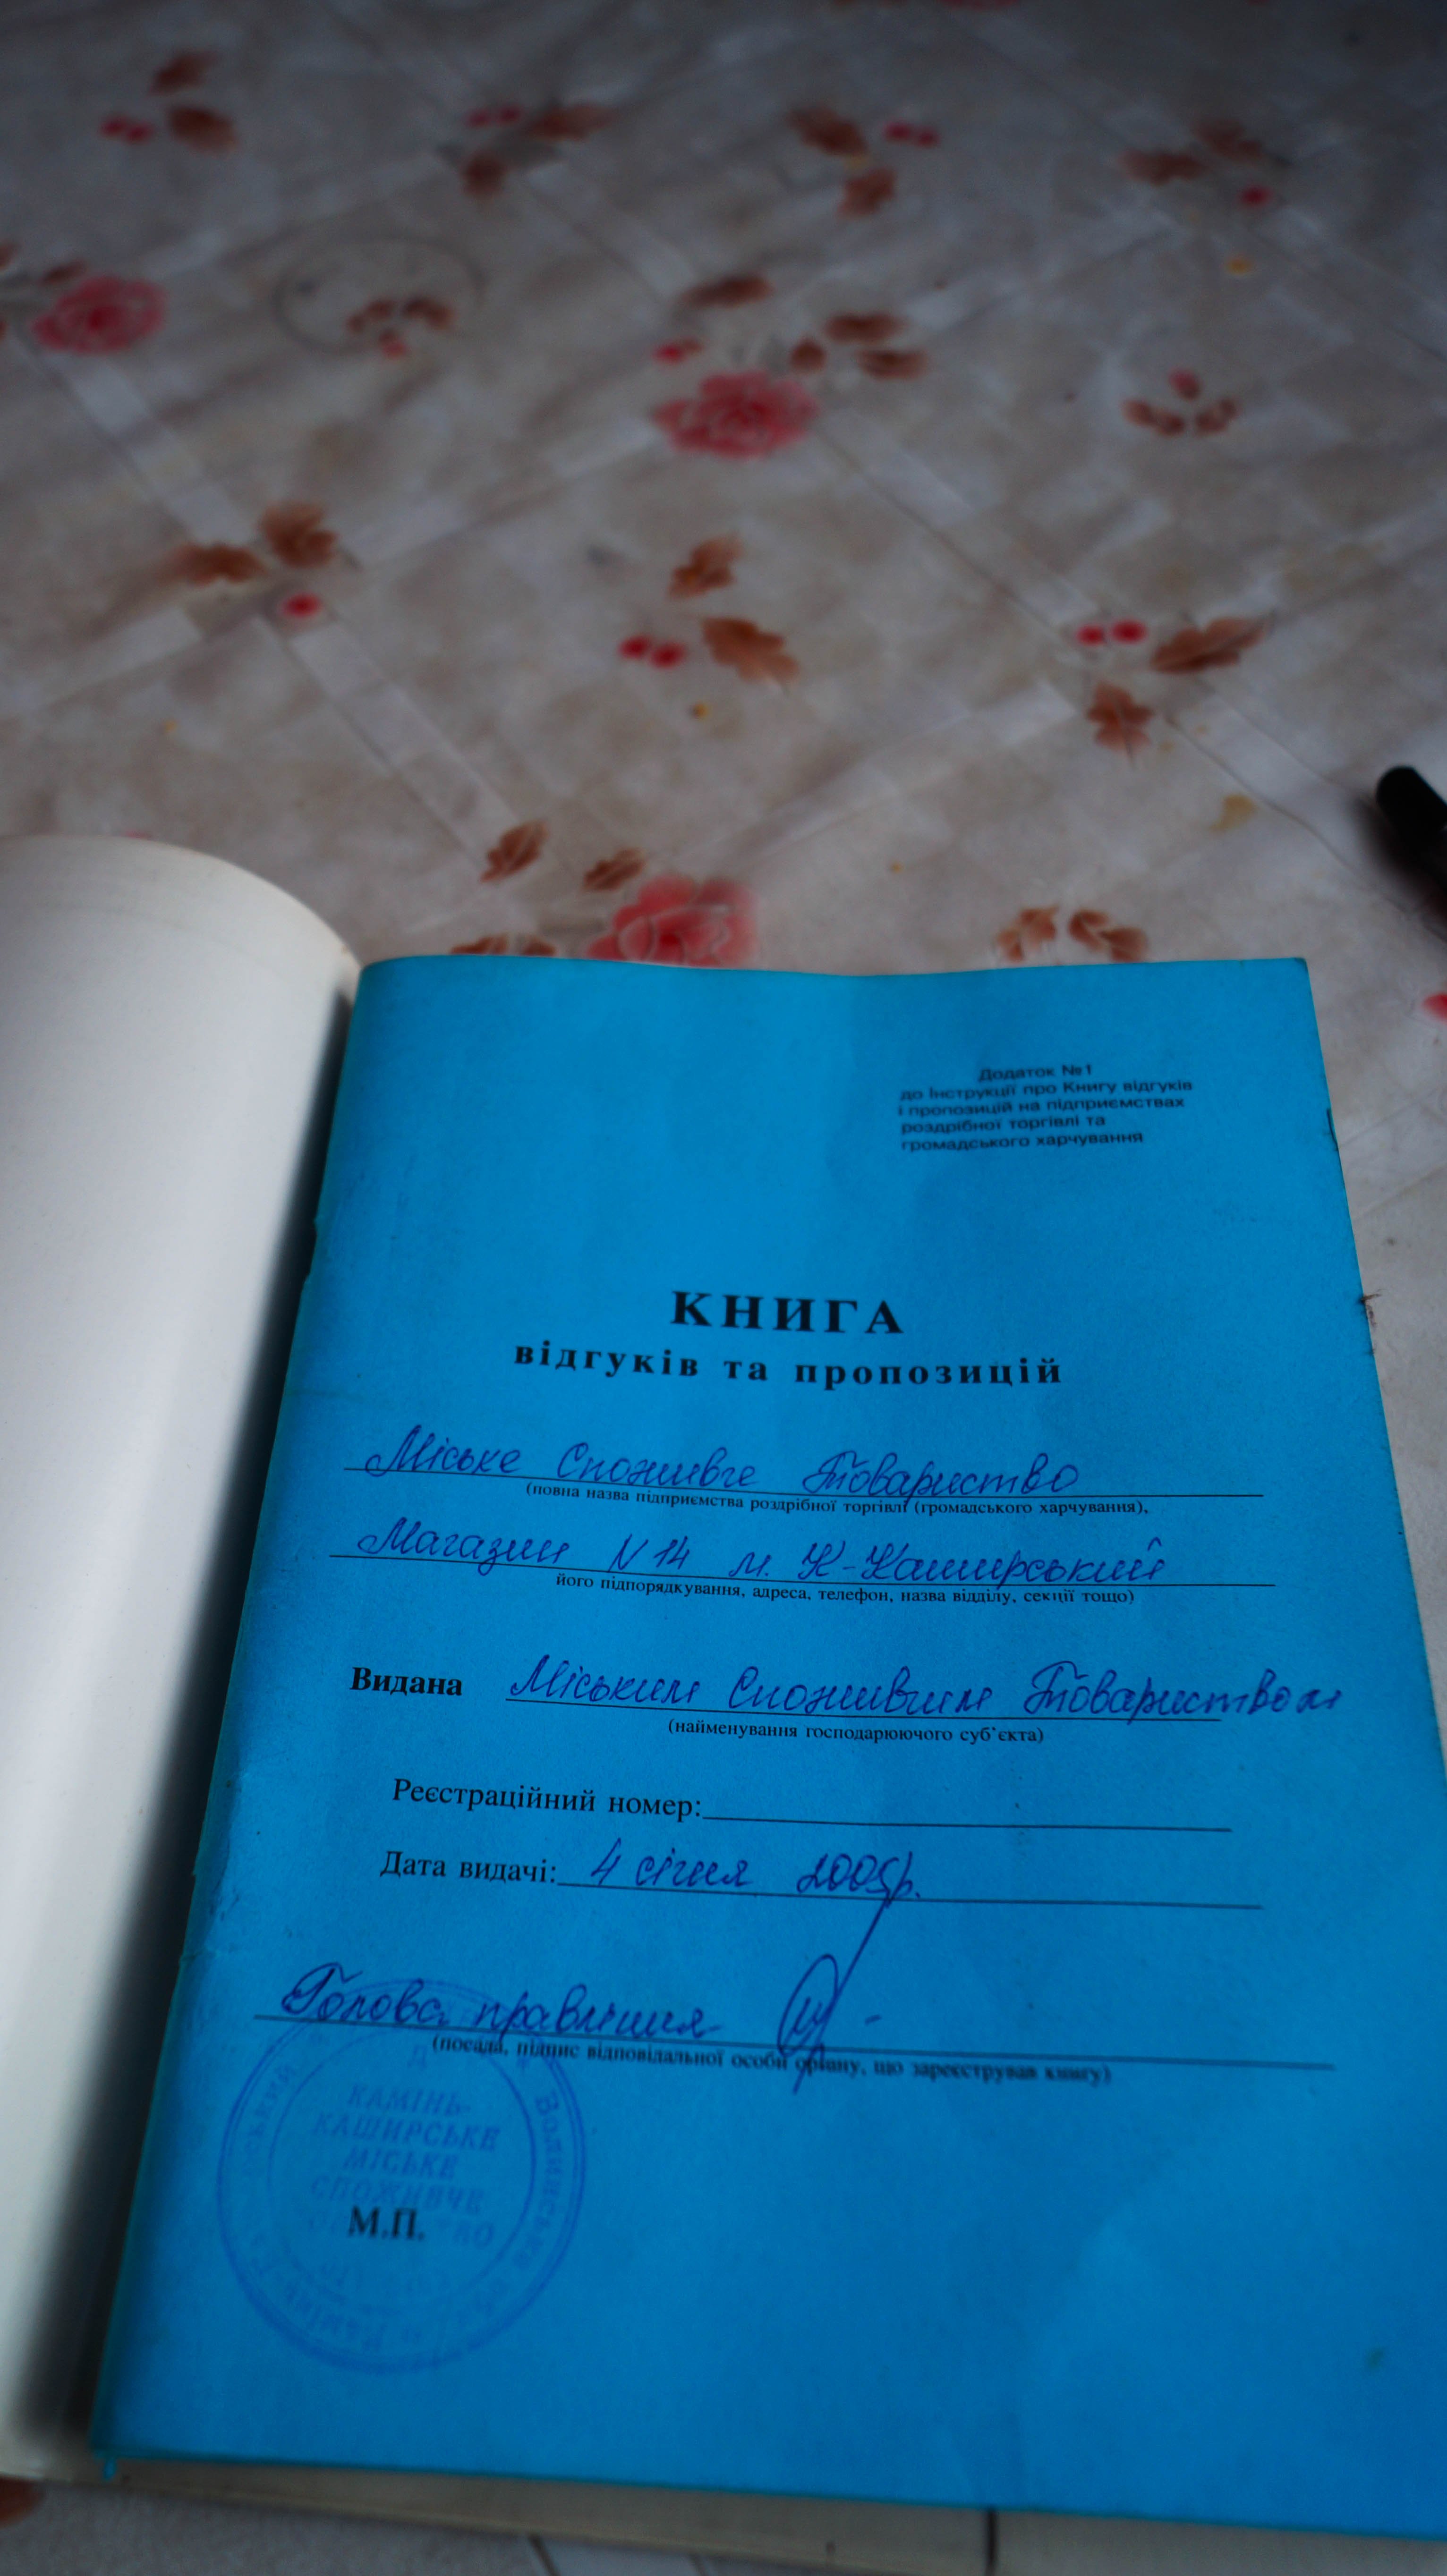 Додаток №1
до Інструкції про Книгу відгуків
і пропозицій на підприємствах
роздрібної торгівлі та
громадського харчування
КНИГА
відгуків та пропозицій
Міське Споживче Товариство
(повна назва підприємства роздрібної торгівлі (громадського харчування),
Магазин N 14 м. К-Каширський
його підпорядкування, адреса, телефон, назва відділу, секції тощо)
Видана Міським Споживчим Товариством
(найменування господарюючого суб'єкта)
Реєстраційний номер:
Дата видачі: 4 січня 2005р.
Голова правління
(посада, підпис відповідальної особи органу, що зареєстрував книгу)
КАМІНЬ-
КАШИРСЬКЕ
МІСЬКЕ
СПОЖИВЧЕ
М.П.
Волинська